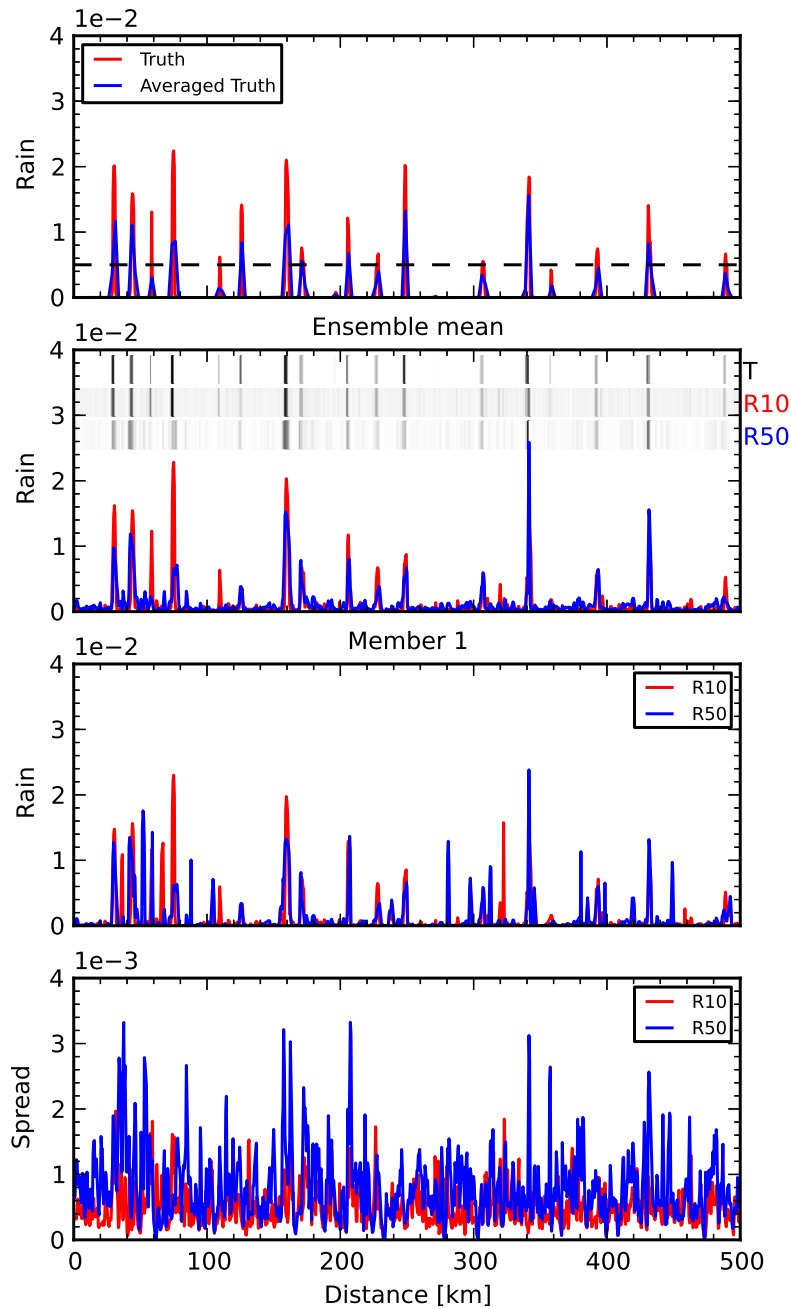 1e−2
4
3
2
1
0
Rain
Truth
Averaged Truth
Ensemble mean
1e−2
4
3
2
1
0
Rain
T
R10
R50
Member 1
1e−2
4
3
2
1
0
Rain
R10
R50
1e−3
4
3
2
1
0
Spread
R10
R50
0 100 200 300 400 500
Distance [km]